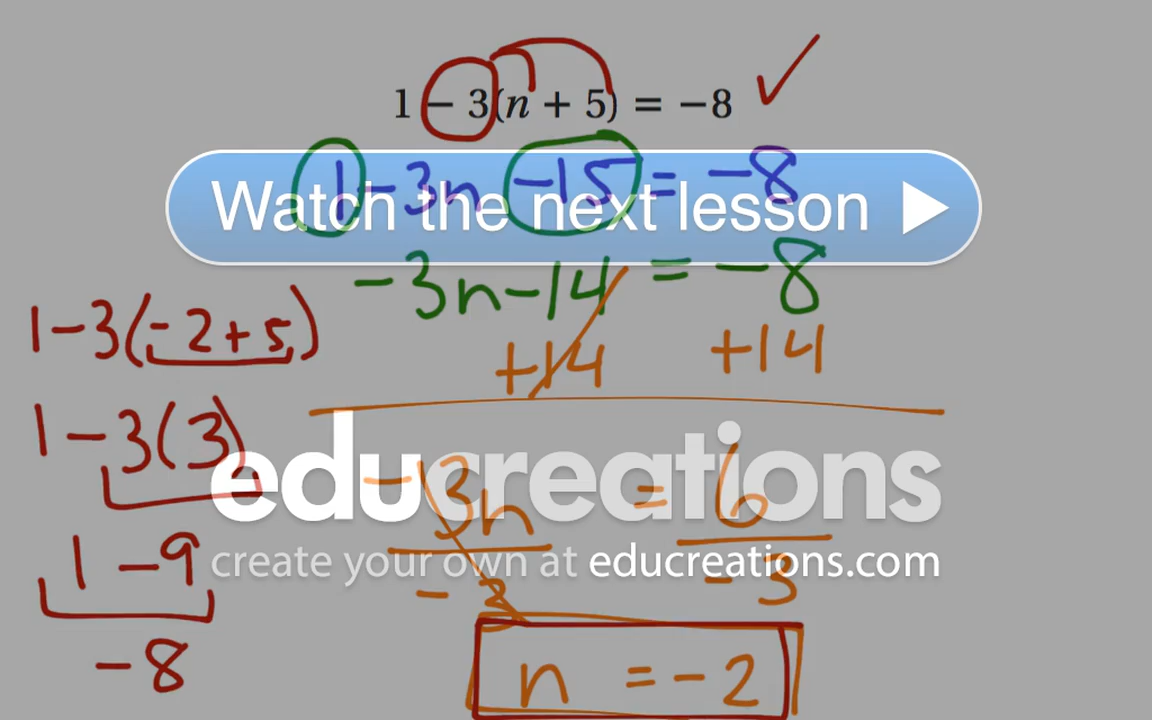 1 − 3(n + 5) = −8
1 - 3n - 15 = -8
Watch the next lesson
-3n - 14 = -8
+14 +14
-3n = 6
-3 -3
n = -2
1 - 3(-2 + 5)
1 - 3(3)
1 - 9
-8
educreations
create your own at educreations.com